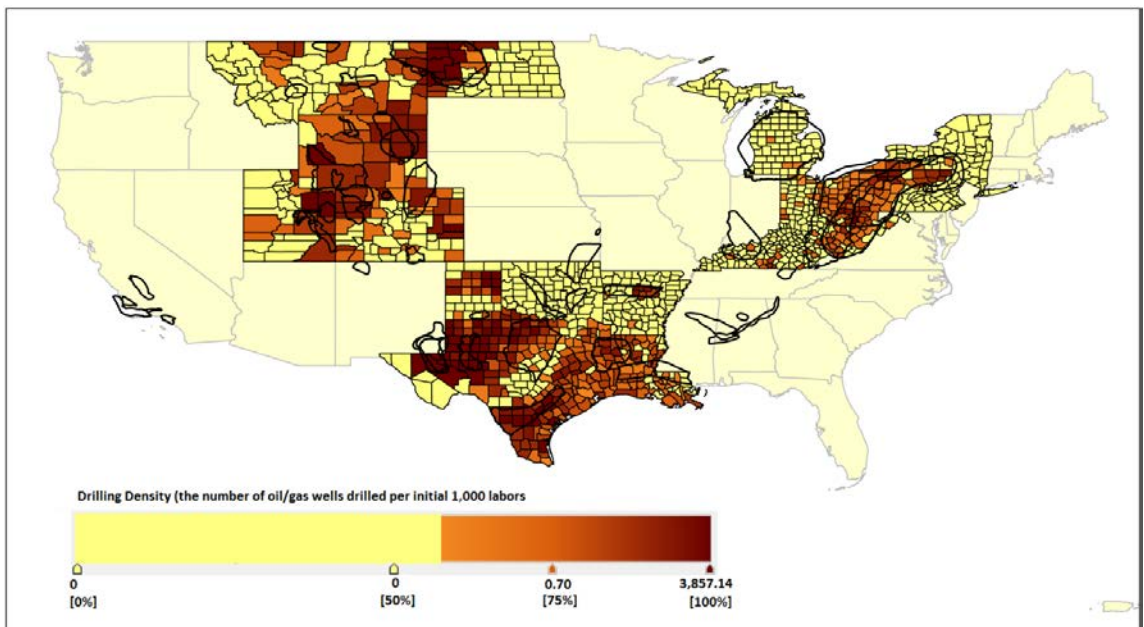 Drilling Density (the number of oil/gas wells drilled per initial 1,000 labors
0 0 0.70 3,857.14
[0%] [50%] [75%] [100%]